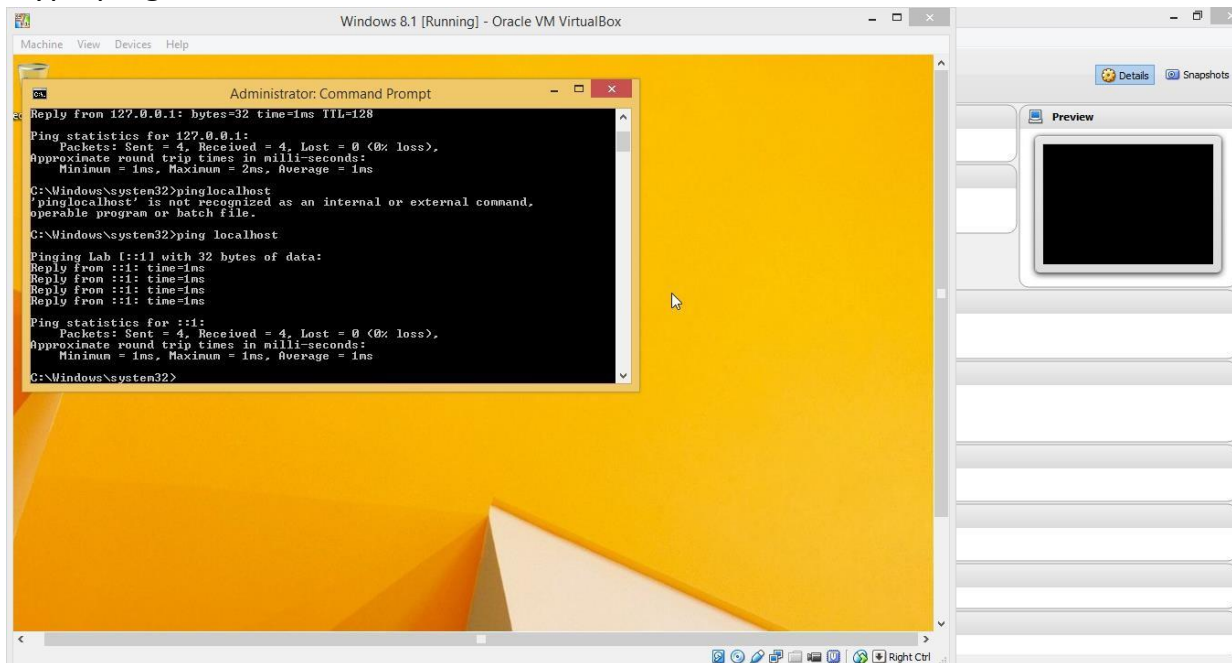 Windows 8.1 [Running] - Oracle VM VirtualBox
Machine View Devices Help
Details Snapshots
Preview
Administrator: Command Prompt
Reply from 127.0.0.1: bytes=32 time=1ms TTL=128
Ping statistics for 127.0.0.1:
Packets: Sent = 4, Received = 4, Lost = 0 (0% loss),
Approximate round trip times in milli-seconds:
Minimum = 1ms, Maximum = 2ms, Average = 1ms
C:\Windows\system32>pinglocalhost
'pinglocalhost' is not recognized as an internal or external command,
operable program or batch file.
C:\Windows\system32>ping localhost
Pinging Lab [::1] with 32 bytes of data:
Reply from ::1: time=1ms
Reply from ::1: time=1ms
Reply from ::1: time=1ms
Reply from ::1: time=1ms
Ping statistics for ::1:
Packets: Sent = 4, Received = 4, Lost = 0 (0% loss),
Approximate round trip times in milli-seconds:
Minimum = 1ms, Maximum = 1ms, Average = 1ms
C:\Windows\system32>
Right Ctrl